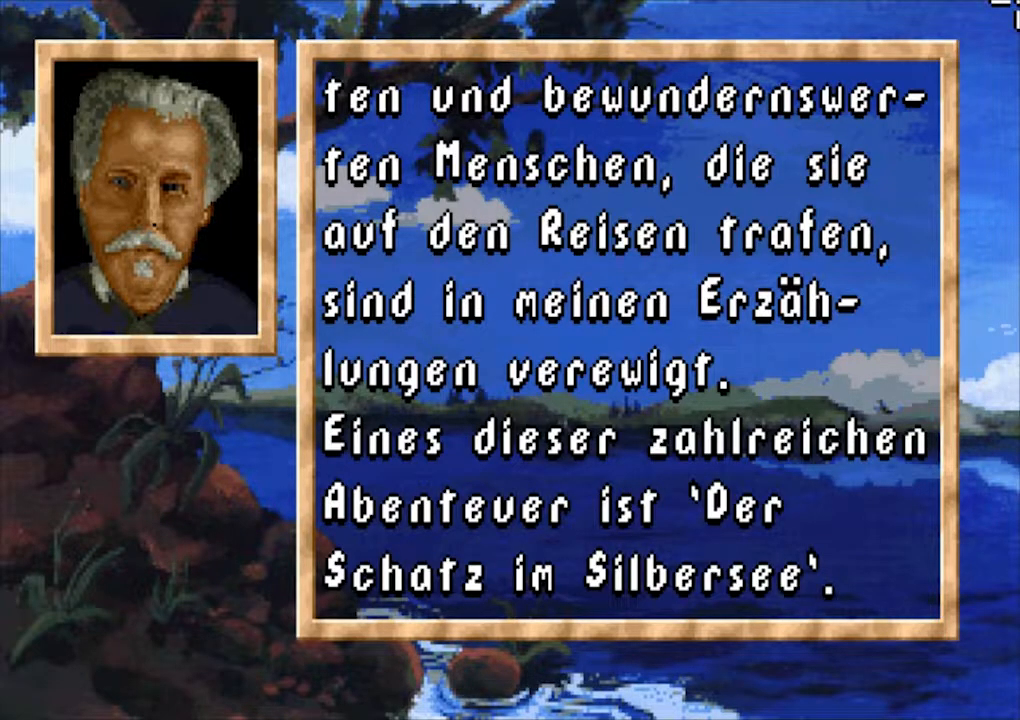 ten und bewundernswer-
ten Menschen, die sie
auf den Reisen trafen,
sind in meinen Erzäh-
lungen verewigt.
Eines dieser zahlreichen
Abenteuer ist 'Der
Schatz im Silbersee'.